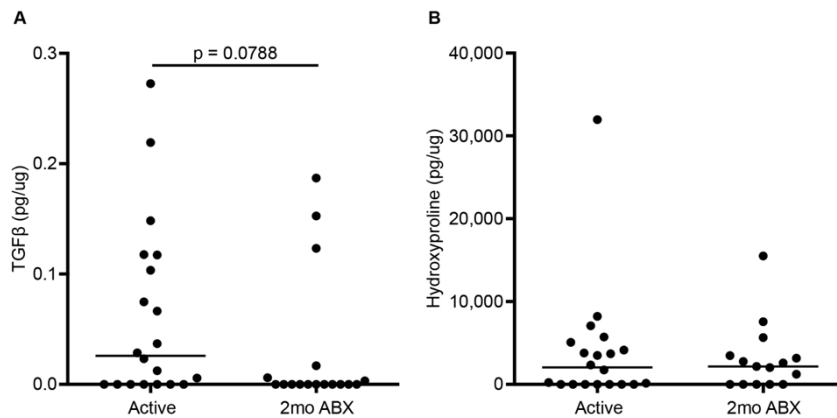 A
p = 0.0788
TGFβ (pg/ug)
0.3
0.2
0.1
0.0
Active
2mo ABX
B
Hydroxyproline (pg/ug)
40,000
30,000
20,000
10,000
0
Active
2mo ABX